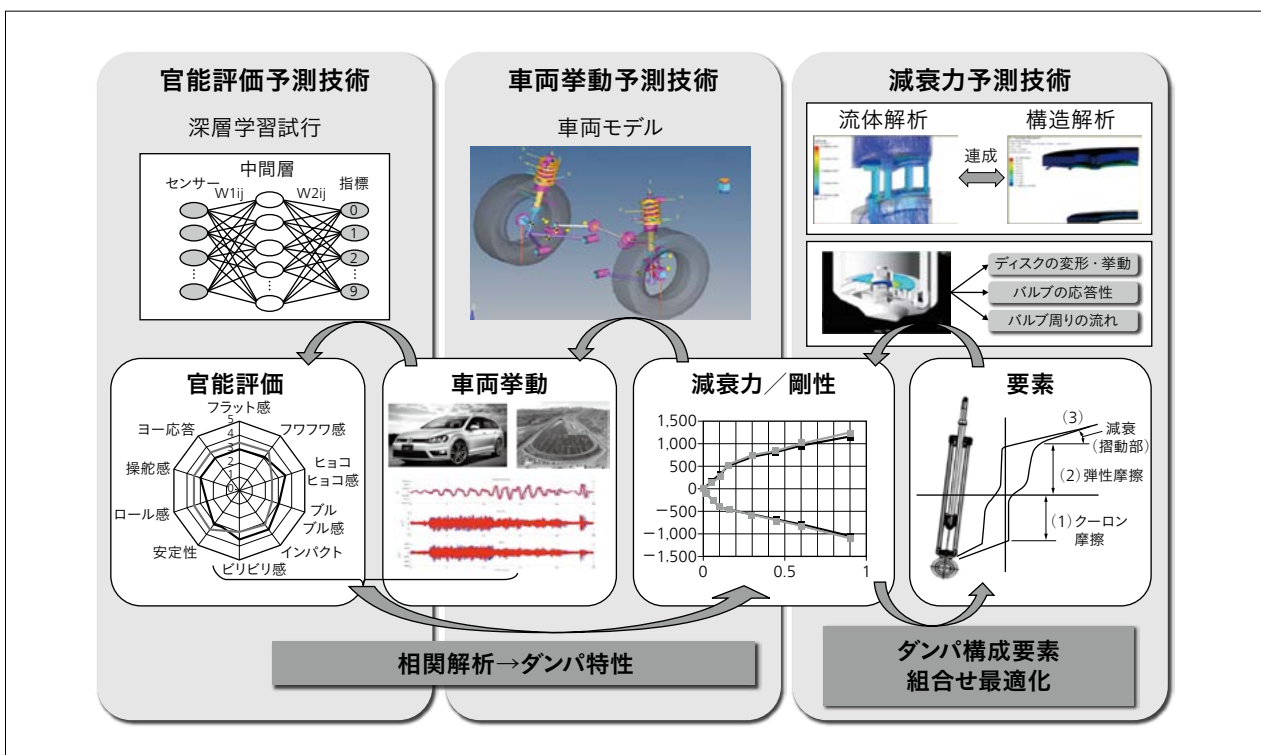 官能評価予測技術
深層学習試行
中間層
センサー
W1ij
W2ij
指標
0
1
2
9
車両挙動予測技術
車両モデル
減衰力予測技術
流体解析
構造解析
連成
ディスクの変形・挙動
バルブの応答性
バルブ周りの流れ
官能評価
フラット感
フワフワ感
ヒョコ
ヒョコ感
ブル
ブル感
インパクト
ビリビリ感
安定性
ロール感
操舵感
ヨー応答
5
4
3
2
1
0
車両挙動
減衰力／剛性
1,500
1,000
500
0
−500
−1,000
−1,500
0
0.5
1
要素
(3)
減衰
(摺動部)
(2) 弾性摩擦
(1) クーロン
摩擦
相関解析→ダンパ特性
ダンパ構成要素
組合せ最適化